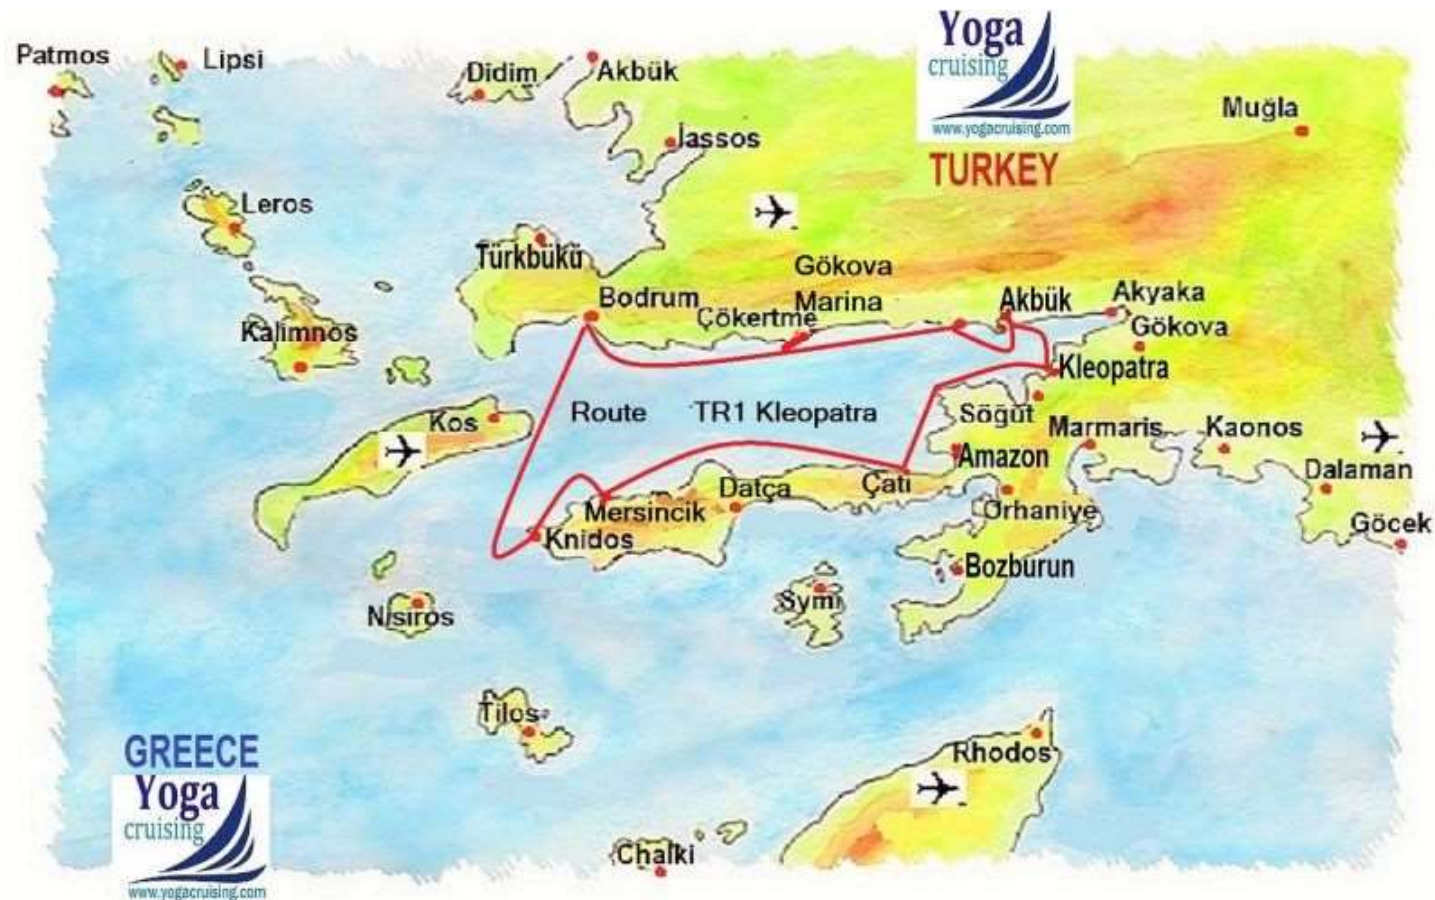 Yoga
cruising
www.yogacruising.com
TURKEY
Patmos
Lipsi
Didim
Akbük
İassos
Muğla
Leros
Türkbükü
Bodrum
Çökertme
Gökova
Marina
Akbük
Akyaka
Gökova
Kleopatra
Kalimnos
Kos
Route TR1 Kleopatra
Söğüt
Marmaris
Kaonos
Amazon
Dalaman
Datça
Çatı
Mersincik
Knidos
Orhaniye
Göcek
Bozburun
Symi
Nisiros
Tilos
Rhodos
Chalki
GREECE
Yoga
cruising
www.yogacruising.com